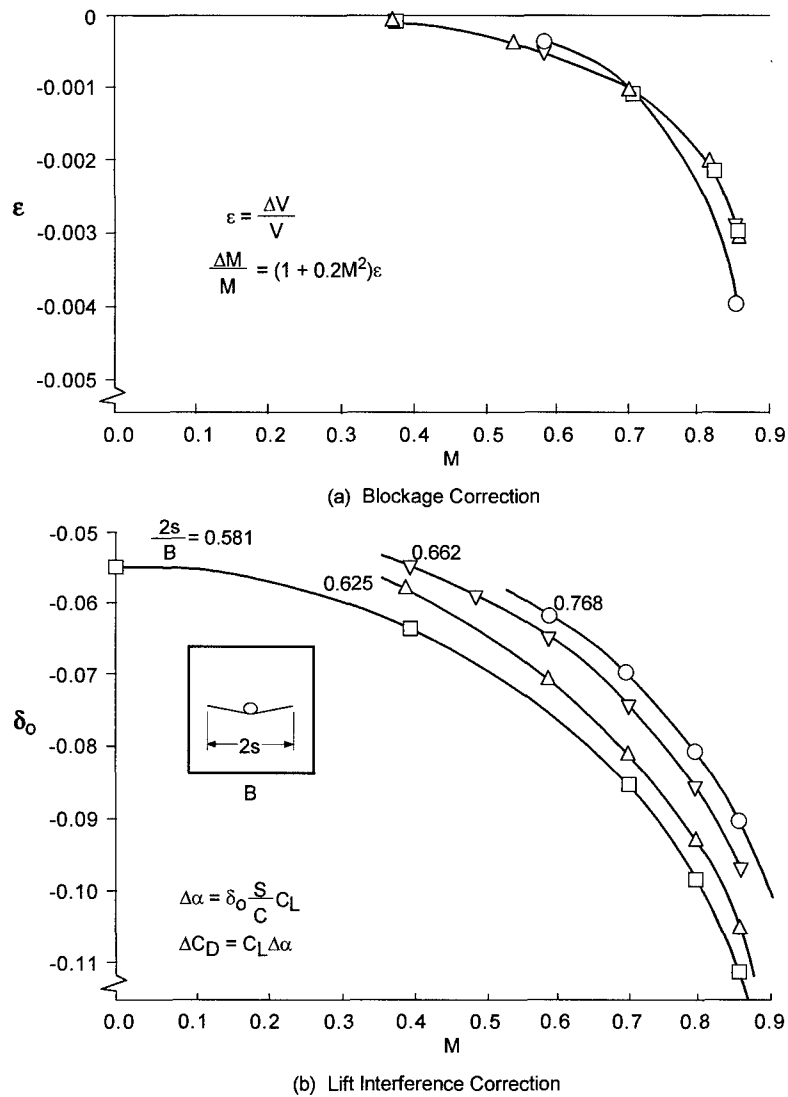 0
-0.001
-0.002
-0.003
-0.004
-0.005
ε
ε = ΔV / V
ΔM / M = (1 + 0.2M²)ε
0.0 0.1 0.2 0.3 0.4 0.5 0.6 0.7 0.8 0.9
M
(a) Blockage Correction
-0.05
-0.06
-0.07
-0.08
-0.09
-0.10
-0.11
δo
2s / B = 0.581
0.625
0.662
0.768
2s
B
Δα = δo S / C CL
ΔCD = CLΔα
0.0 0.1 0.2 0.3 0.4 0.5 0.6 0.7 0.8 0.9
M
(b) Lift Interference Correction